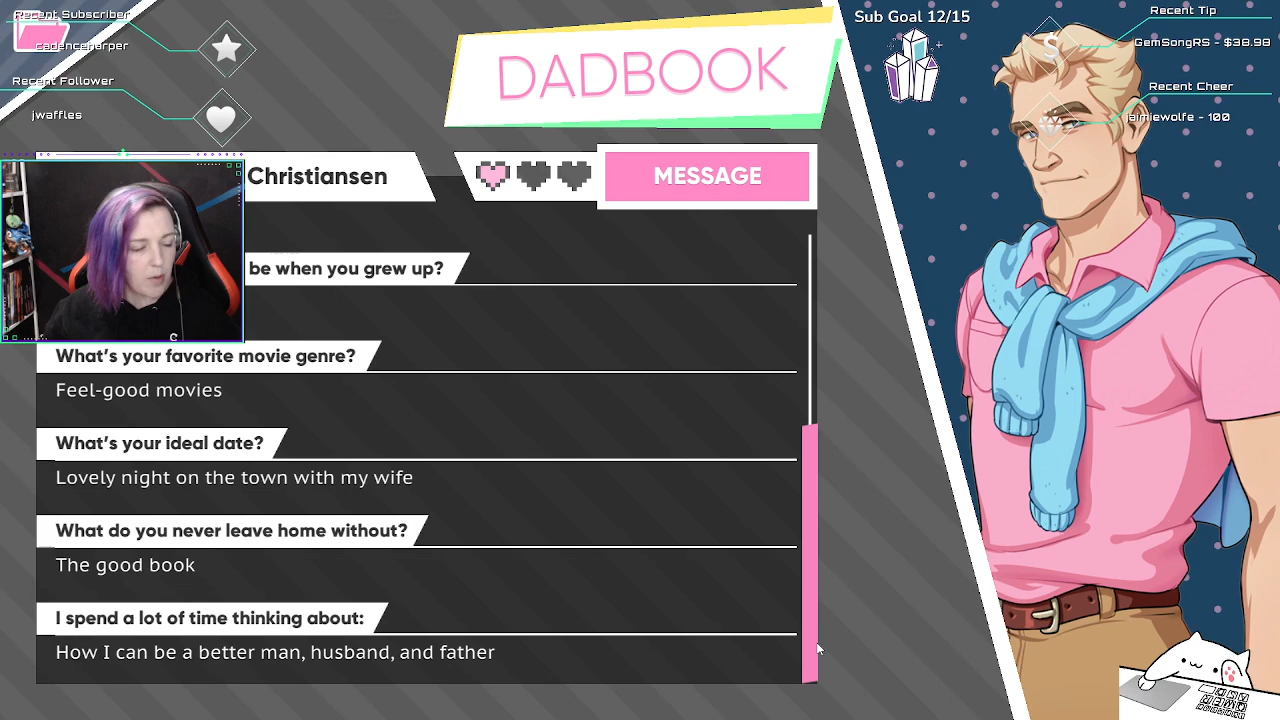 Recent Subscriber
cadenceharper
Recent Follower
jwaffles
DADBOOK
Sub Goal 12/15
Recent Tip
GemSongRS - $38.98
Recent Cheer
jaimiewolfe - 100
Christiansen
MESSAGE
be when you grew up?
What's your favorite movie genre?
Feel-good movies
What's your ideal date?
Lovely night on the town with my wife
What do you never leave home without?
The good book
I spend a lot of time thinking about:
How I can be a better man, husband, and father